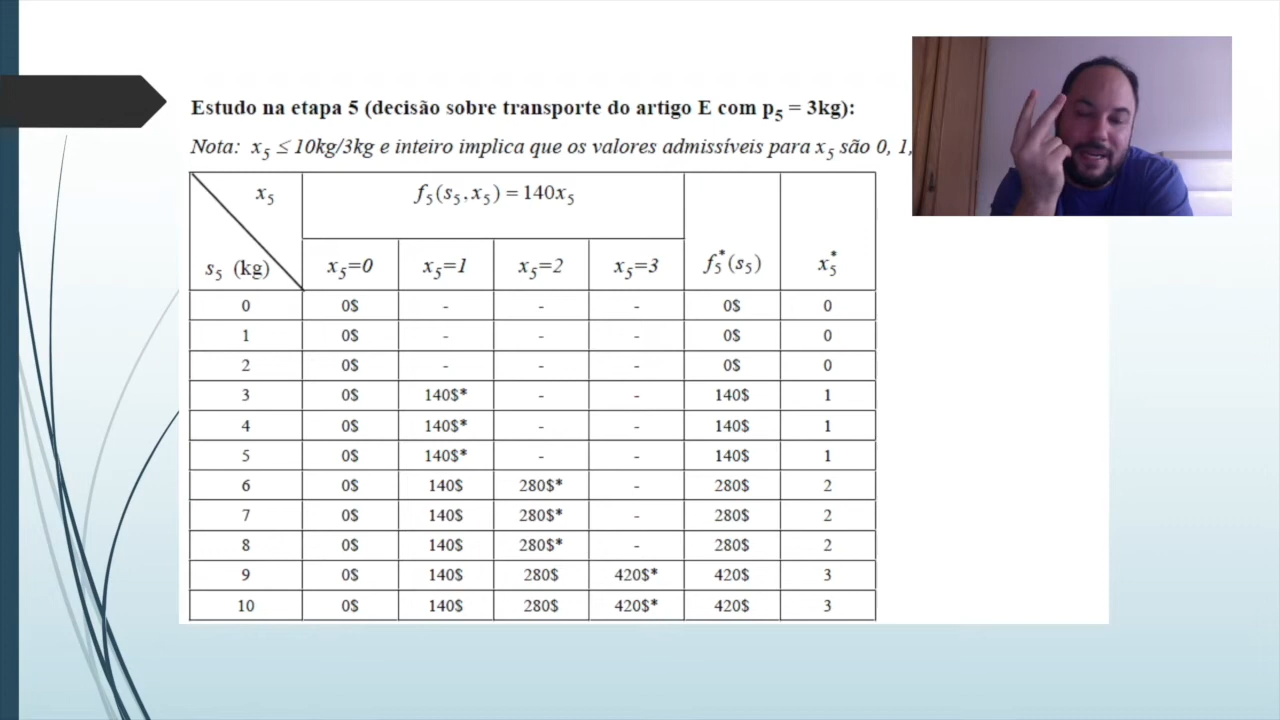 Estudo na etapa 5 (decisão sobre transporte do artigo E com p5 = 3kg):
Nota: x5 ≤ 10kg/3kg e inteiro implica que os valores admissíveis para x5 são 0, 1,
x5 f5(s5, x5) = 140x5
s5 (kg) x5=0 x5=1 x5=2 x5=3 f5*(s5) x5*
0 0$ - - - 0$ 0
1 0$ - - - 0$ 0
2 0$ - - - 0$ 0
3 0$ 140$* - - 140$ 1
4 0$ 140$* - - 140$ 1
5 0$ 140$* - - 140$ 1
6 0$ 140$ 280$* - 280$ 2
7 0$ 140$ 280$* - 280$ 2
8 0$ 140$ 280$* - 280$ 2
9 0$ 140$ 280$ 420$* 420$ 3
10 0$ 140$ 280$ 420$* 420$ 3